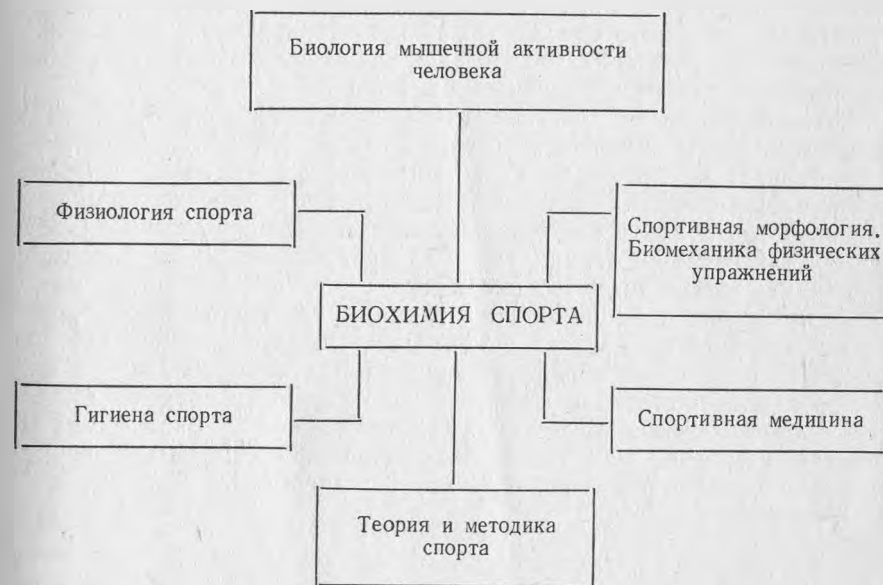 Биология мышечной активности
человека
Физиология спорта
Спортивная морфология.
Биомеханика физических
упражнений
БИОХИМИЯ СПОРТА
Гигиена спорта
Спортивная медицина
Теория и методика
спорта